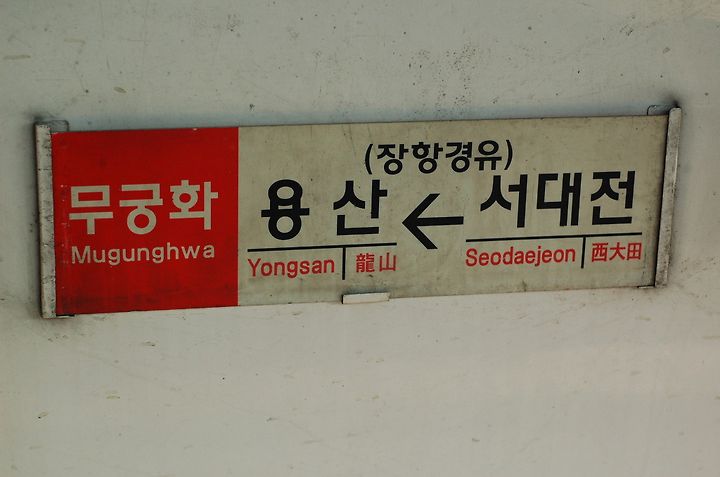 무궁화
Mugunghwa
(장항경유)
용산 ← 서대전
Yongsan 龍山 Seodaejeon 西大田